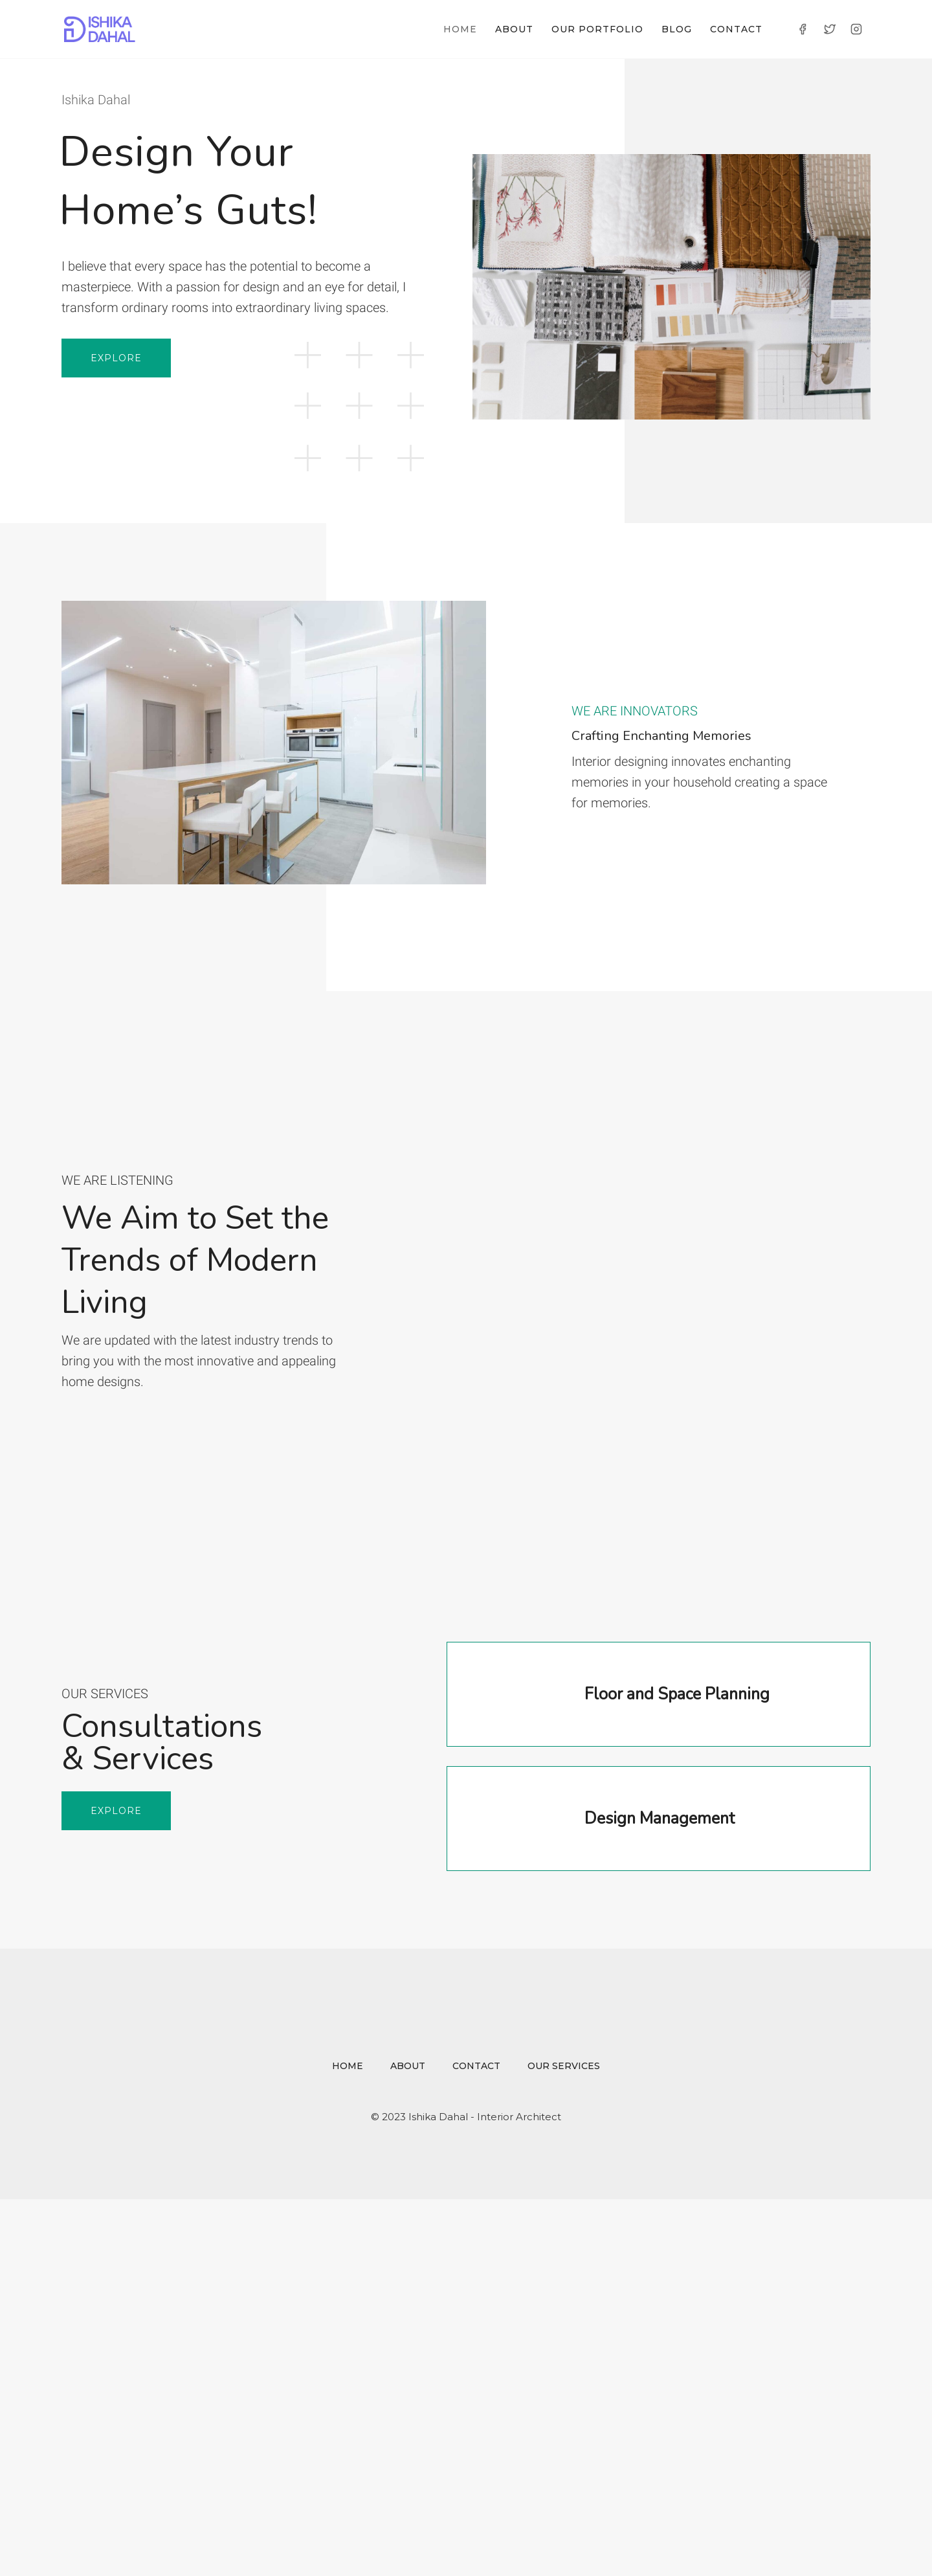 ISHIKA
DAHAL
HOME ABOUT OUR PORTFOLIO BLOG CONTACT
Ishika Dahal
Design Your
Home’s Guts!
I believe that every space has the potential to become a
masterpiece. With a passion for design and an eye for detail, I
transform ordinary rooms into extraordinary living spaces.
EXPLORE
WE ARE INNOVATORS
Crafting Enchanting Memories
Interior designing innovates enchanting
memories in your household creating a space
for memories.
WE ARE LISTENING
We Aim to Set the
Trends of Modern
Living
We are updated with the latest industry trends to
bring you with the most innovative and appealing
home designs.
OUR SERVICES
Consultations
& Services
EXPLORE
Floor and Space Planning
Design Management
HOME ABOUT CONTACT OUR SERVICES
© 2023 Ishika Dahal - Interior Architect